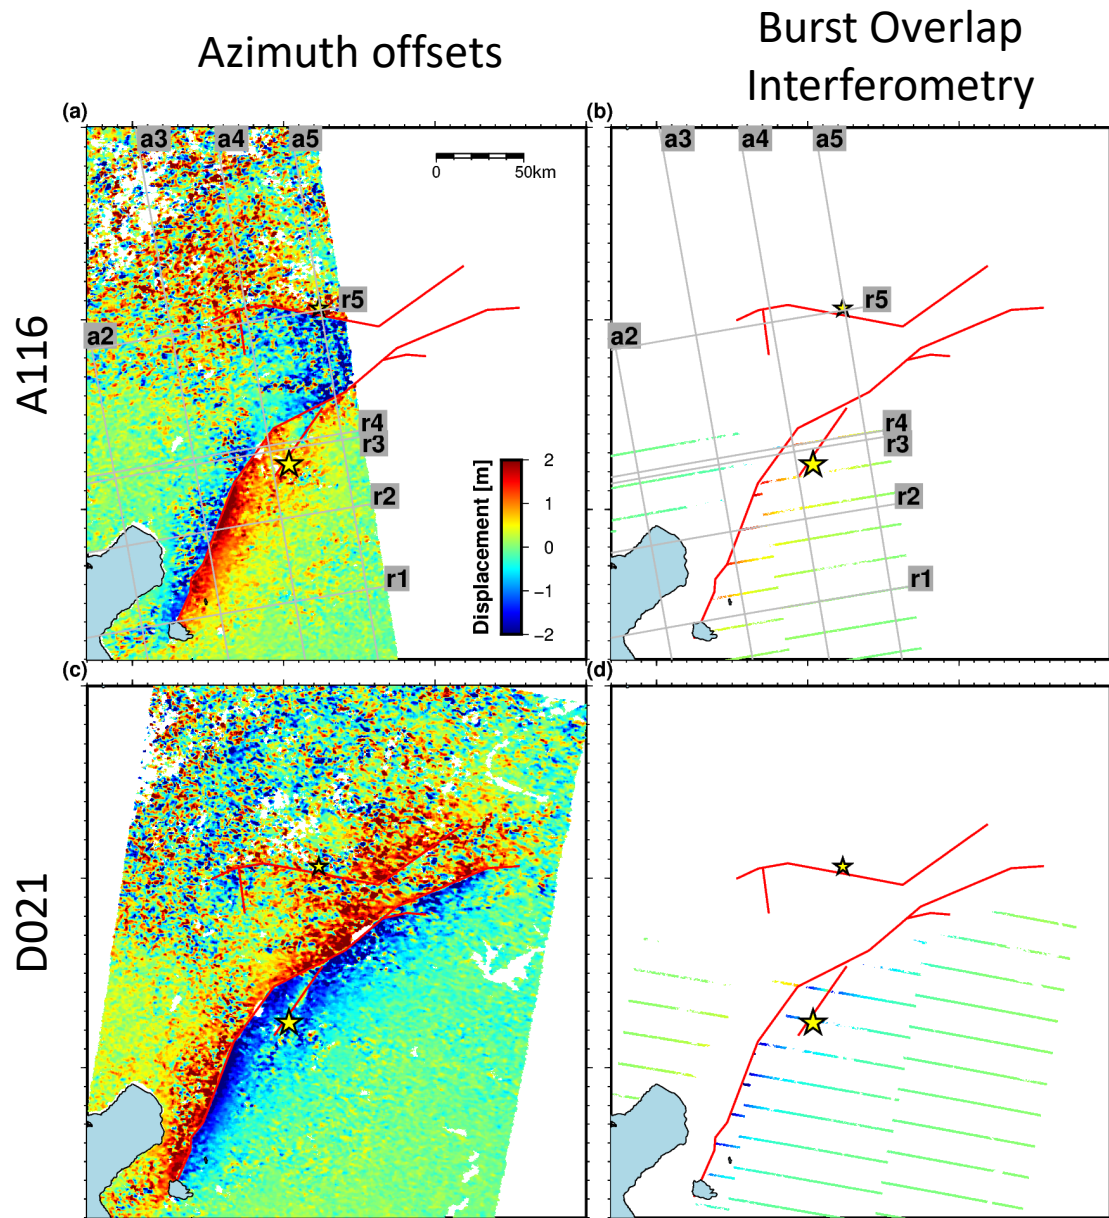 Azimuth offsets
Burst Overlap
Interferometry
A116
(a)
a3
a4
a5
0
50km
a2
r5
r4
r3
r2
r1
Displacement [m]
2
1
0
−1
−2
(b)
a3
a4
a5
a2
r5
r4
r3
r2
r1
D021
(c)
(d)